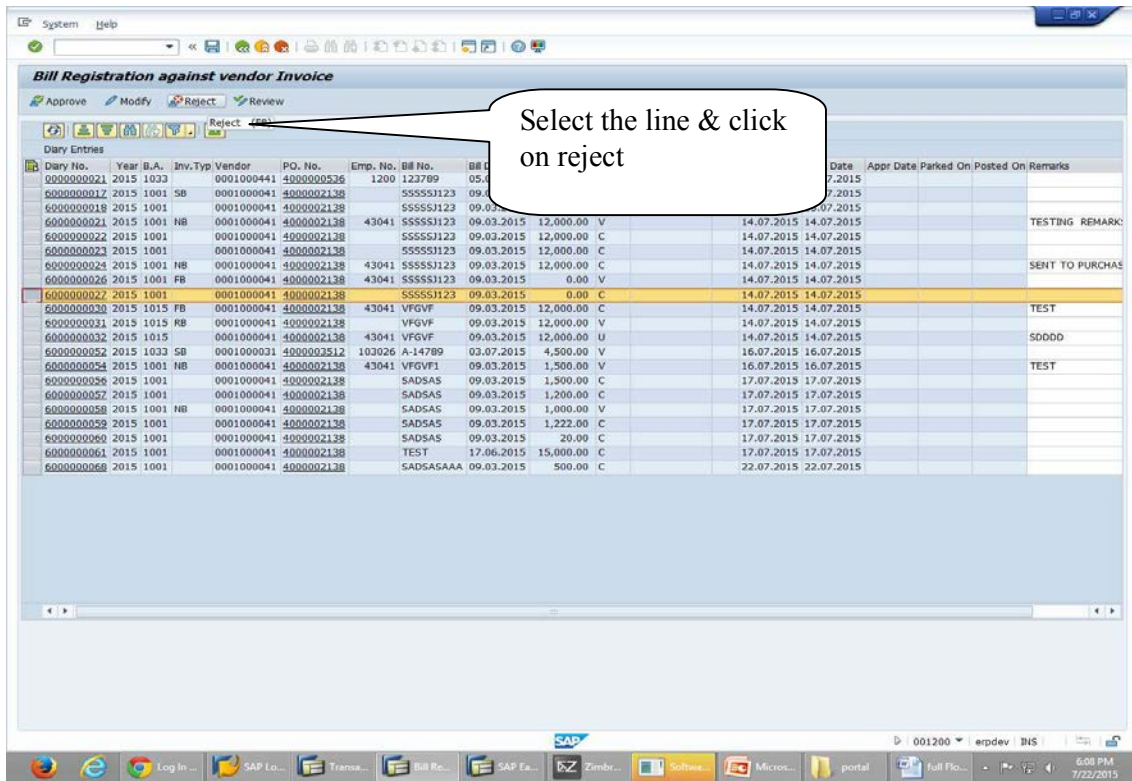 System Help
Bill Registration against vendor Invoice
Approve Modify Reject Review
Reject (F8)
Select the line & click
on reject
Diary Entries
Diary No. Year B.A. Inv.Typ Vendor PO. No. Emp. No. Bill No. Bill Date Appr Date Parked On Posted On Remarks
0000000021 2015 1033 0001000441 4000000536 1200 123789 05.0 7.2015
6000000017 2015 1001 SB 0001000041 4000002138 SSSSSJ123 09.0 7.2015
6000000018 2015 1001 0001000041 4000002138 SSSSSJ123 09.03.2 .07.2015
6000000021 2015 1001 NB 0001000041 4000002138 43041 SSSSSJ123 09.03.2015 12,000.00 V 14.07.2015 14.07.2015 TESTING REMARK
6000000022 2015 1001 0001000041 4000002138 SSSSSJ123 09.03.2015 12,000.00 C 14.07.2015 14.07.2015
6000000023 2015 1001 0001000041 4000002138 SSSSSJ123 09.03.2015 12,000.00 C 14.07.2015 14.07.2015
6000000024 2015 1001 NB 0001000041 4000002138 43041 SSSSSJ123 09.03.2015 12,000.00 C 14.07.2015 14.07.2015 SENT TO PURCHAS
6000000026 2015 1001 FB 0001000041 4000002138 43041 SSSSSJ123 09.03.2015 0.00 V 14.07.2015 14.07.2015
6000000027 2015 1001 0001000041 4000002138 SSSSSJ123 09.03.2015 0.00 C 14.07.2015 14.07.2015
6000000030 2015 1015 FB 0001000041 4000002138 43041 VFGVF 09.03.2015 12,000.00 C 14.07.2015 14.07.2015 TEST
6000000031 2015 1015 RB 0001000041 4000002138 VFGVF 09.03.2015 12,000.00 V 14.07.2015 14.07.2015
6000000032 2015 1015 0001000041 4000002138 43041 VFGVF 09.03.2015 12,000.00 U 14.07.2015 14.07.2015 SDDDD
6000000052 2015 1033 SB 0001000031 4000003512 103026 A-14789 03.07.2015 4,500.00 V 16.07.2015 16.07.2015
6000000054 2015 1001 NB 0001000041 4000002138 43041 VFGVF1 09.03.2015 1,500.00 V 16.07.2015 16.07.2015 TEST
6000000056 2015 1001 0001000041 4000002138 SADSAS 09.03.2015 1,500.00 C 17.07.2015 17.07.2015
6000000057 2015 1001 0001000041 4000002138 SADSAS 09.03.2015 1,200.00 C 17.07.2015 17.07.2015
6000000058 2015 1001 NB 0001000041 4000002138 SADSAS 09.03.2015 1,000.00 V 17.07.2015 17.07.2015
6000000059 2015 1001 0001000041 4000002138 SADSAS 09.03.2015 1,222.00 C 17.07.2015 17.07.2015
6000000060 2015 1001 0001000041 4000002138 SADSAS 09.03.2015 20.00 C 17.07.2015 17.07.2015
6000000061 2015 1001 0001000041 4000002138 TEST 17.06.2015 15,000.00 C 17.07.2015 17.07.2015
6000000068 2015 1001 0001000041 4000002138 SADSASAAA 09.03.2015 500.00 C 22.07.2015 22.07.2015
SAP 001200 erpdev INS
Log In ... SAP Lo... Transa... Bill Re... SAP Ea... Zimbr... Softwe... Micros... portal full Flo... 6:08 PM
7/22/2015